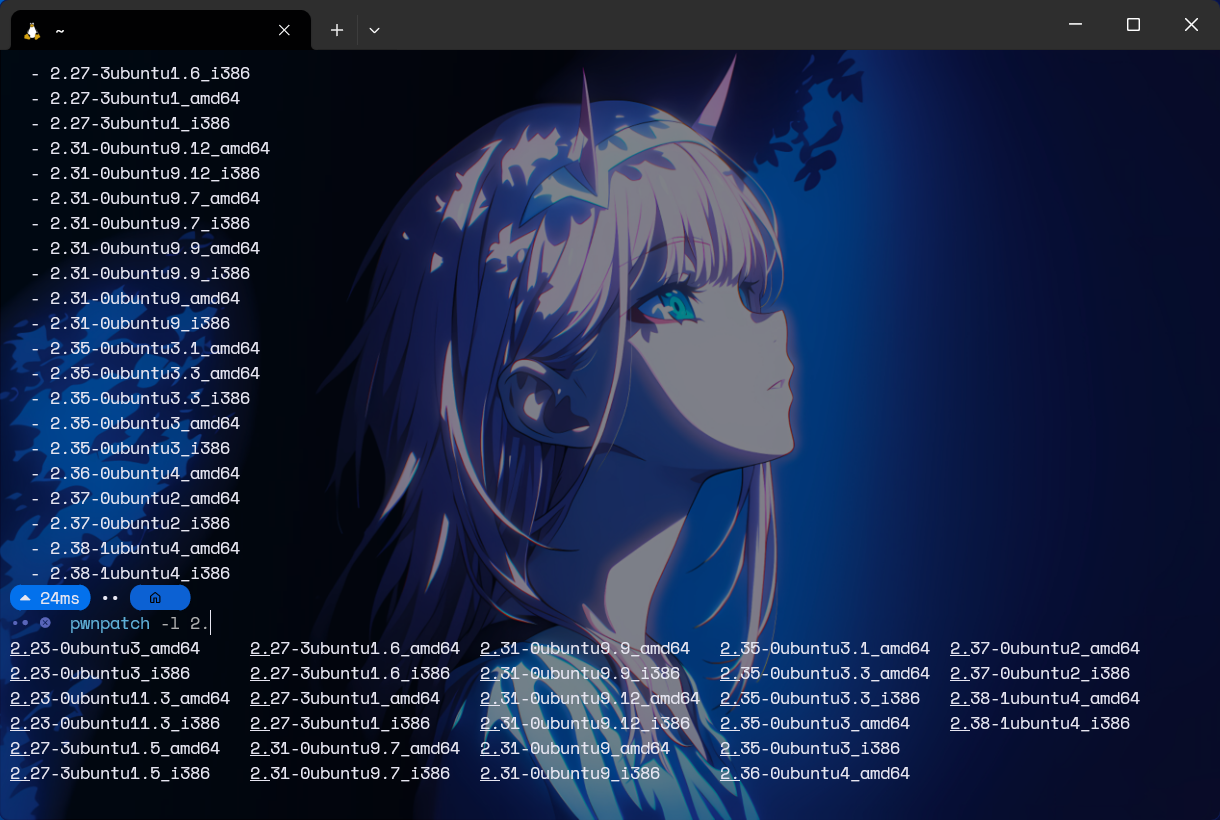 ~
- 2.27-3ubuntu1.6_i386
- 2.27-3ubuntu1_amd64
- 2.27-3ubuntu1_i386
- 2.31-0ubuntu9.12_amd64
- 2.31-0ubuntu9.12_i386
- 2.31-0ubuntu9.7_amd64
- 2.31-0ubuntu9.7_i386
- 2.31-0ubuntu9.9_amd64
- 2.31-0ubuntu9.9_i386
- 2.31-0ubuntu9_amd64
- 2.31-0ubuntu9_i386
- 2.35-0ubuntu3.1_amd64
- 2.35-0ubuntu3.3_amd64
- 2.35-0ubuntu3.3_i386
- 2.35-0ubuntu3_amd64
- 2.35-0ubuntu3_i386
- 2.36-0ubuntu4_amd64
- 2.37-0ubuntu2_amd64
- 2.37-0ubuntu2_i386
- 2.38-1ubuntu4_amd64
- 2.38-1ubuntu4_i386
24ms
pwnpatch -l 2.
2.23-0ubuntu3_amd64 2.27-3ubuntu1.6_amd64 2.31-0ubuntu9.9_amd64 2.35-0ubuntu3.1_amd64 2.37-0ubuntu2_amd64
2.23-0ubuntu3_i386 2.27-3ubuntu1.6_i386 2.31-0ubuntu9.9_i386 2.35-0ubuntu3.3_amd64 2.37-0ubuntu2_i386
2.23-0ubuntu11.3_amd64 2.27-3ubuntu1_amd64 2.31-0ubuntu9.12_amd64 2.35-0ubuntu3.3_i386 2.38-1ubuntu4_amd64
2.23-0ubuntu11.3_i386 2.27-3ubuntu1_i386 2.31-0ubuntu9.12_i386 2.35-0ubuntu3_amd64 2.38-1ubuntu4_i386
2.27-3ubuntu1.5_amd64 2.31-0ubuntu9.7_amd64 2.31-0ubuntu9_amd64 2.35-0ubuntu3_i386
2.27-3ubuntu1.5_i386 2.31-0ubuntu9.7_i386 2.31-0ubuntu9_i386 2.36-0ubuntu4_amd64